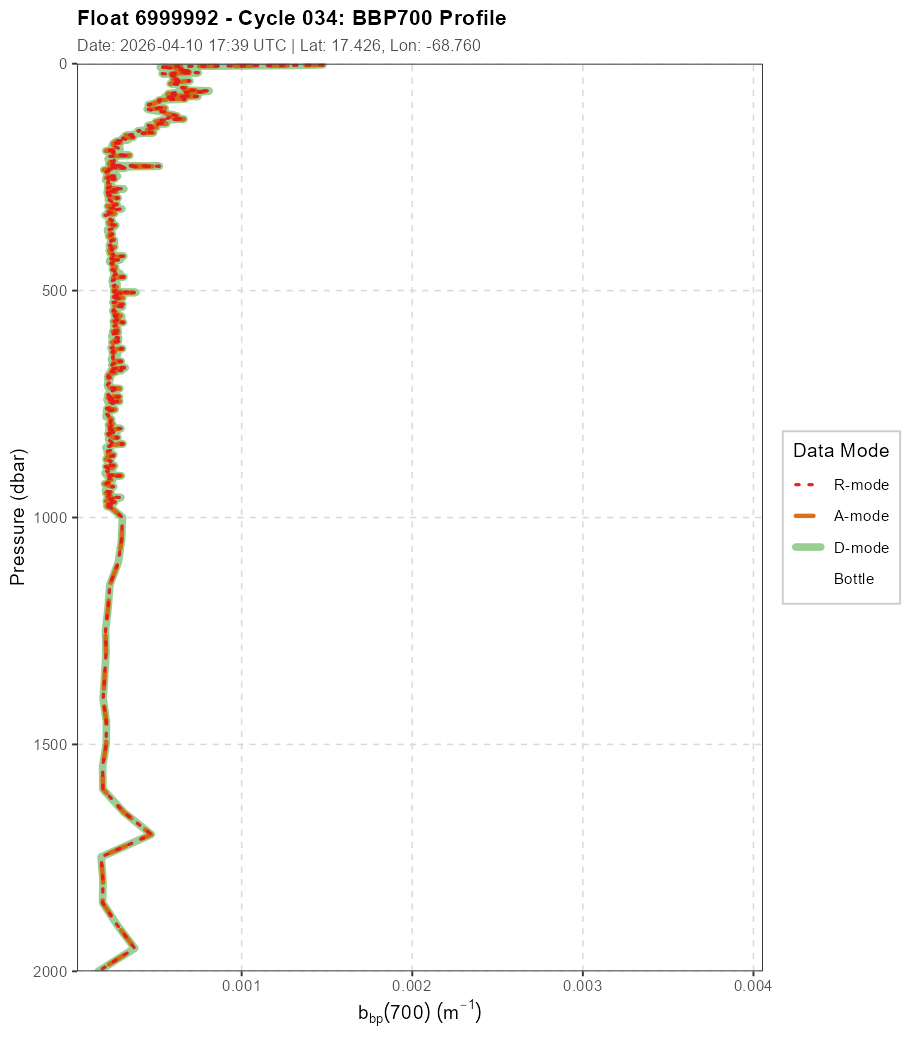 Float 6999992 - Cycle 034: BBP700 Profile
Date: 2026-04-10 17:39 UTC | Lat: 17.426, Lon: -68.760
0
500
1000
1500
2000
Pressure (dbar)
0.001 0.002 0.003 0.004
b_bp(700) (m⁻¹)
Data Mode
R-mode
A-mode
D-mode
Bottle